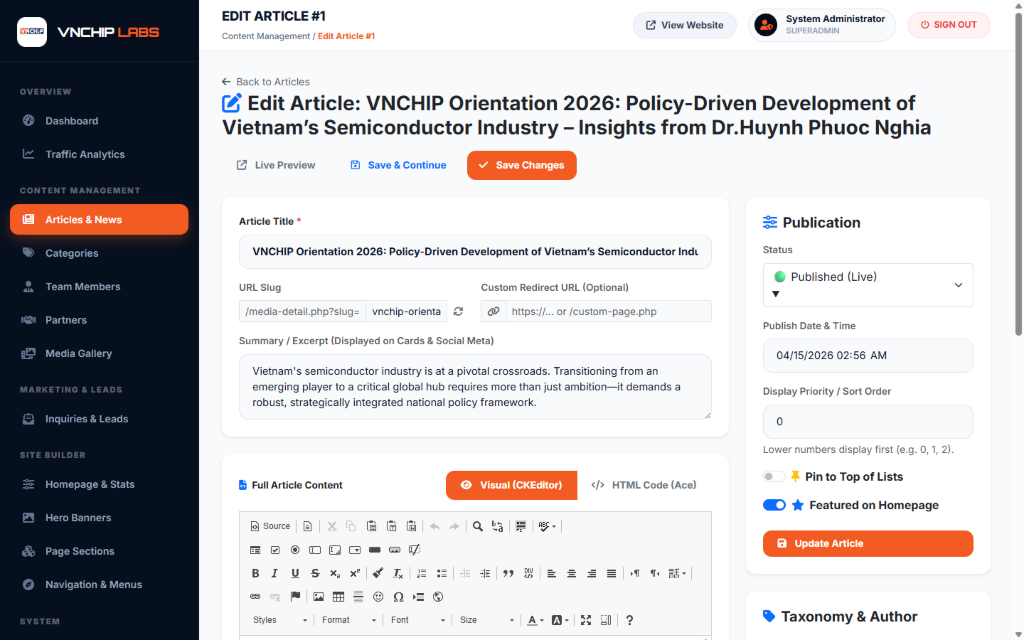 VNCHIP LABS
OVERVIEW
Dashboard
Traffic Analytics
CONTENT MANAGEMENT
Articles & News
Categories
Team Members
Partners
Media Gallery
MARKETING & LEADS
Inquiries & Leads
SITE BUILDER
Homepage & Stats
Hero Banners
Page Sections
Navigation & Menus
SYSTEM
EDIT ARTICLE #1
Content Management / Edit Article #1
View Website
System Administrator
SUPERADMIN
SIGN OUT
Back to Articles
Edit Article: VNCHIP Orientation 2026: Policy-Driven Development of
Vietnam’s Semiconductor Industry – Insights from Dr.Huynh Phuoc Nghia
Live Preview
Save & Continue
Save Changes
Article Title *
VNCHIP Orientation 2026: Policy-Driven Development of Vietnam’s Semiconductor Indu
URL Slug
Custom Redirect URL (Optional)
/media-detail.php?slug=
vnchip-orienta
https://... or /custom-page.php
Summary / Excerpt (Displayed on Cards & Social Meta)
Vietnam's semiconductor industry is at a pivotal crossroads. Transitioning from an
emerging player to a critical global hub requires more than just ambition—it demands a
robust, strategically integrated national policy framework.
Full Article Content
Visual (CKEditor)
HTML Code (Ace)
Source
Styles
Format
Font
Size
Publication
Status
Published (Live)
Publish Date & Time
04/15/2026 02:56 AM
Display Priority / Sort Order
0
Lower numbers display first (e.g. 0, 1, 2).
Pin to Top of Lists
Featured on Homepage
Update Article
Taxonomy & Author